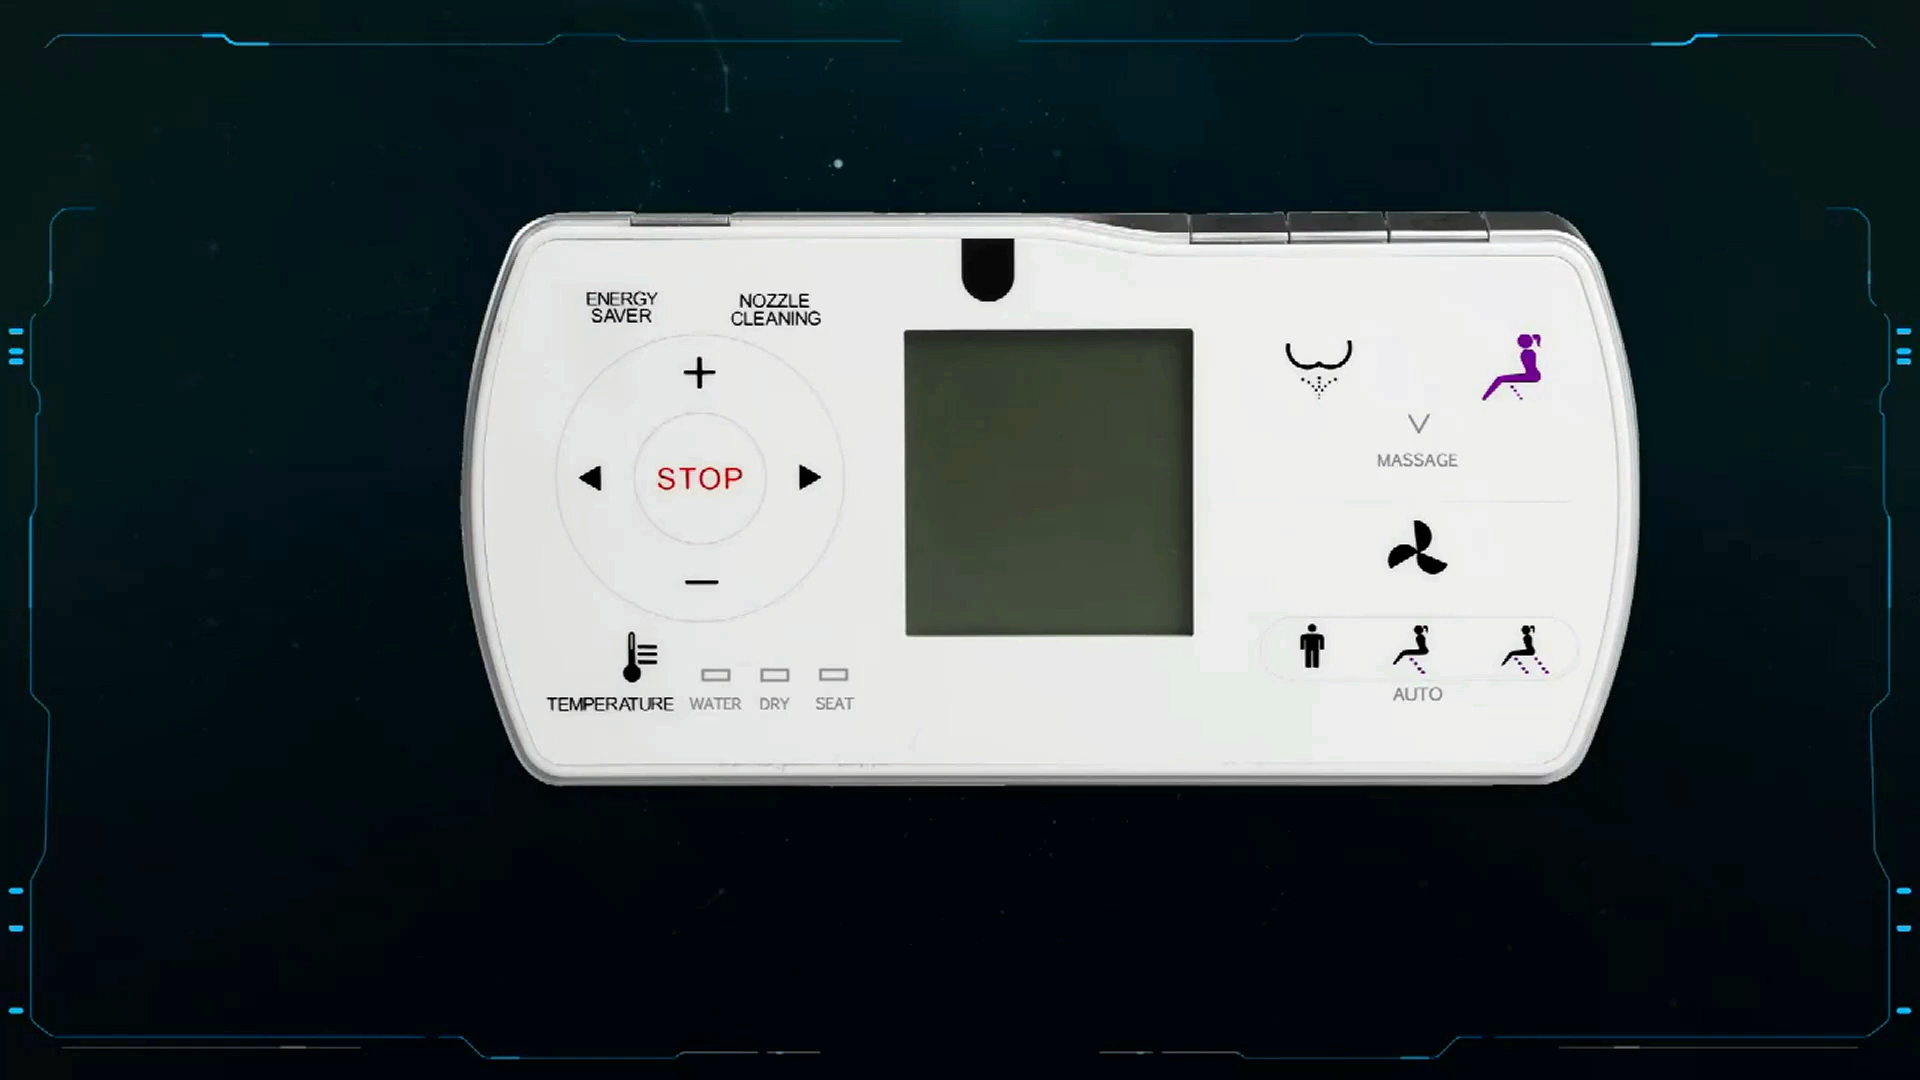 ENERGY
SAVER
NOZZLE
CLEANING
+
STOP
−
MASSAGE
TEMPERATURE
WATER
DRY
SEAT
AUTO